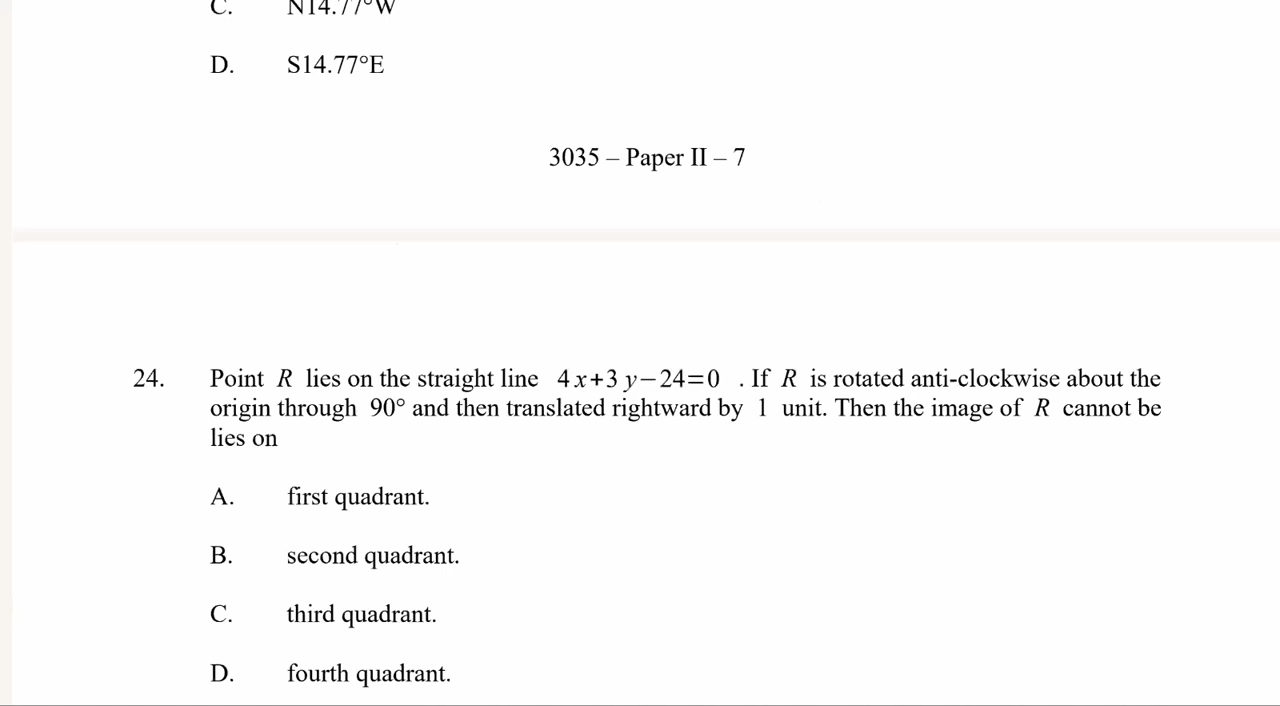 C. N14.77°W
D. S14.77°E
3035 – Paper II – 7
24. Point R lies on the straight line 4x+3y−24=0 . If R is rotated anti-clockwise about the
origin through 90° and then translated rightward by 1 unit. Then the image of R cannot be
lies on
A. first quadrant.
B. second quadrant.
C. third quadrant.
D. fourth quadrant.